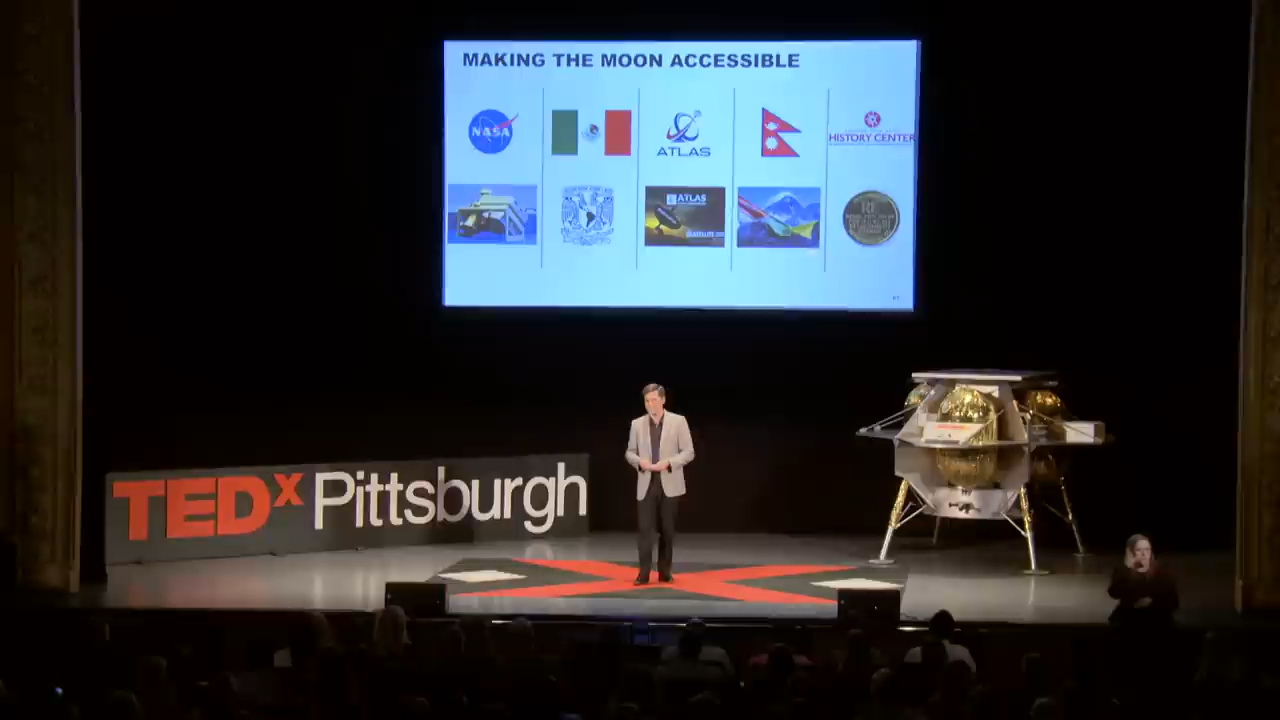 MAKING THE MOON ACCESSIBLE
NASA
ATLAS
HISTORY CENTER
ATLAS
TEDx Pittsburgh